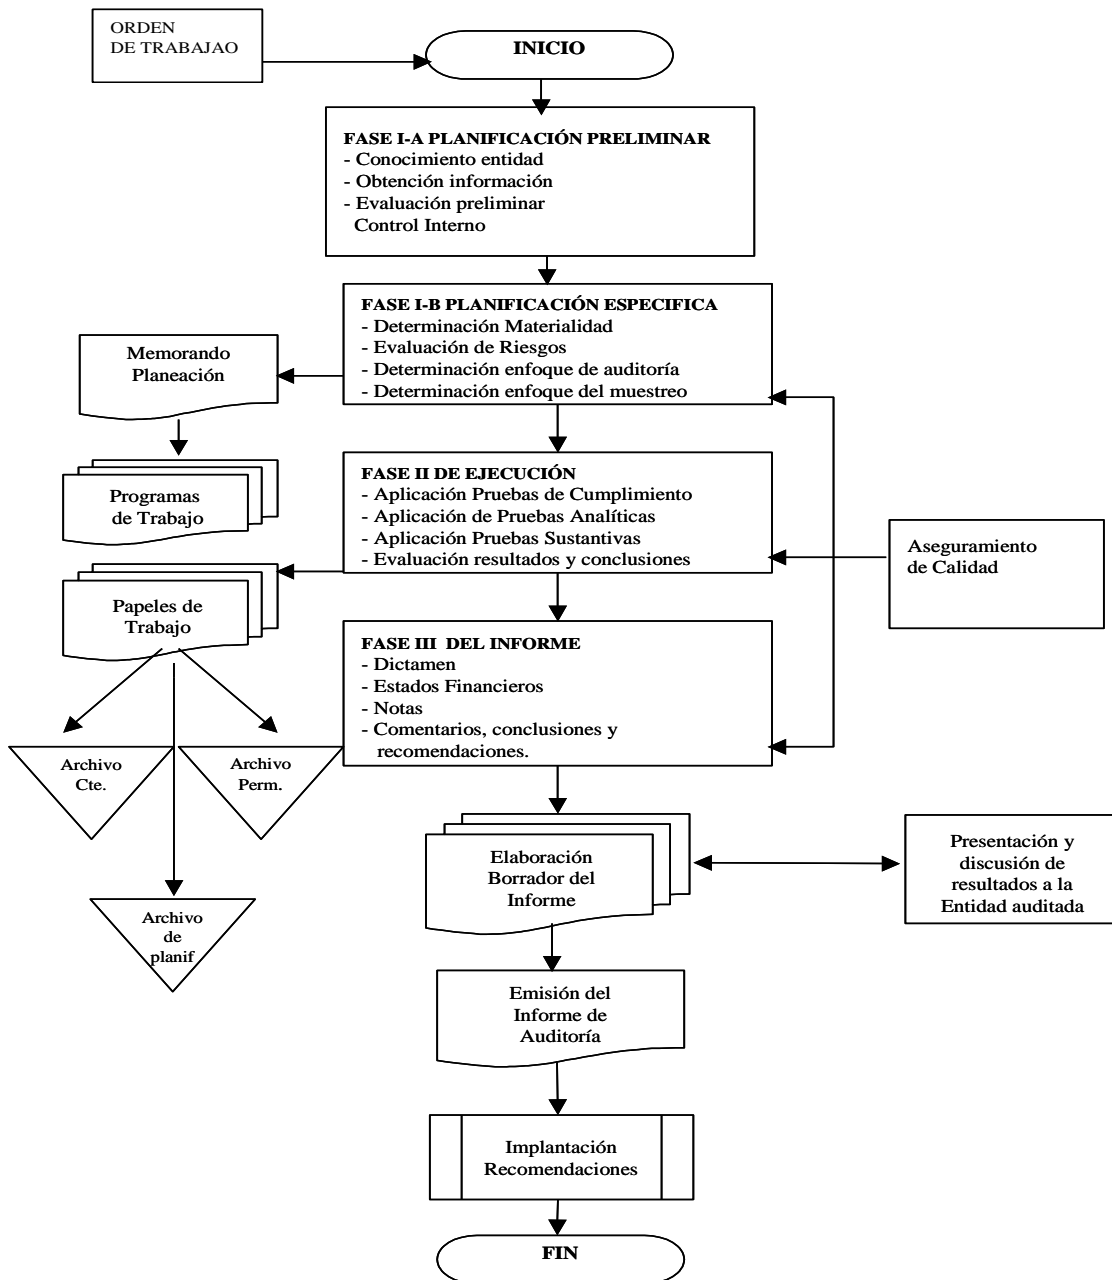 ORDEN
DE TRABAJAO
INICIO
FASE I-A PLANIFICACIÓN PRELIMINAR
- Conocimiento entidad
- Obtención información
- Evaluación preliminar
Control Interno
FASE I-B PLANIFICACIÓN ESPECIFICA
- Determinación Materialidad
- Evaluación de Riesgos
- Determinación enfoque de auditoría
- Determinación enfoque del muestreo
Memorando
Planeación
Programas
de Trabajo
FASE II DE EJECUCIÓN
- Aplicación Pruebas de Cumplimiento
- Aplicación de Pruebas Analíticas
- Aplicación Pruebas Sustantivas
- Evaluación resultados y conclusiones
Aseguramiento
de Calidad
Papeles de
Trabajo
FASE III DEL INFORME
- Dictamen
- Estados Financieros
- Notas
- Comentarios, conclusiones y
recomendaciones.
Archivo
Cte.
Archivo
Perm.
Archivo
de
planif
Elaboración
Borrador del
Informe
Presentación y
discusión de
resultados a la
Entidad auditada
Emisión del
Informe de
Auditoría
Implantación
Recomendaciones
FIN